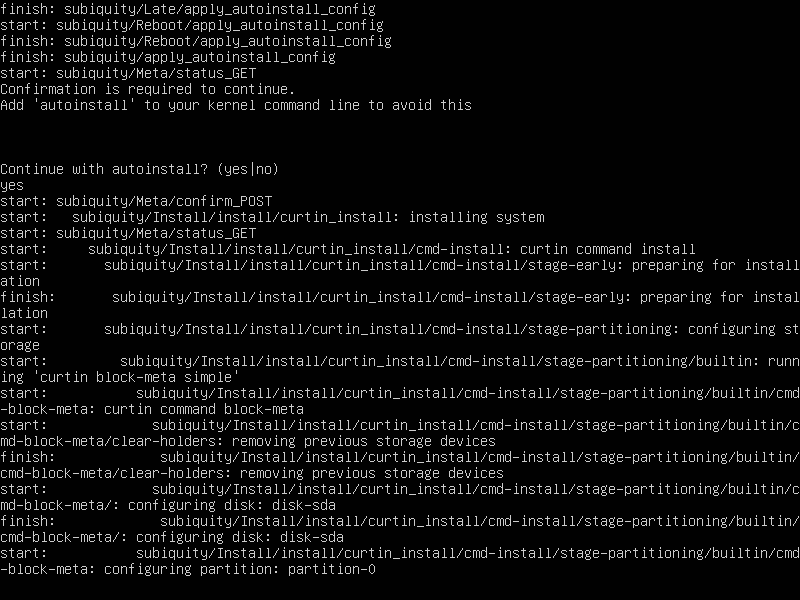 finish: subiquity/Late/apply_autoinstall_config
start: subiquity/Reboot/apply_autoinstall_config
finish: subiquity/Reboot/apply_autoinstall_config
finish: subiquity/apply_autoinstall_config
start: subiquity/Meta/status_GET
Confirmation is required to continue.
Add 'autoinstall' to your kernel command line to avoid this
Continue with autoinstall? (yes|no)
yes
start: subiquity/Meta/confirm_POST
start:   subiquity/Install/install/curtin_install: installing system
start: subiquity/Meta/status_GET
start:     subiquity/Install/install/curtin_install/cmd-install: curtin command install
start:       subiquity/Install/install/curtin_install/cmd-install/stage-early: preparing for install
ation
finish:       subiquity/Install/install/curtin_install/cmd-install/stage-early: preparing for instal
lation
start:       subiquity/Install/install/curtin_install/cmd-install/stage-partitioning: configuring st
orage
start:         subiquity/Install/install/curtin_install/cmd-install/stage-partitioning/builtin: runn
ing 'curtin block-meta simple'
start:           subiquity/Install/install/curtin_install/cmd-install/stage-partitioning/builtin/cmd
-block-meta: curtin command block-meta
start:             subiquity/Install/install/curtin_install/cmd-install/stage-partitioning/builtin/c
md-block-meta/clear-holders: removing previous storage devices
finish:             subiquity/Install/install/curtin_install/cmd-install/stage-partitioning/builtin/
cmd-block-meta/clear-holders: removing previous storage devices
start:             subiquity/Install/install/curtin_install/cmd-install/stage-partitioning/builtin/c
md-block-meta/: configuring disk: disk-sda
finish:             subiquity/Install/install/curtin_install/cmd-install/stage-partitioning/builtin/
cmd-block-meta/: configuring disk: disk-sda
start:           subiquity/Install/install/curtin_install/cmd-install/stage-partitioning/builtin/cmd
-block-meta: configuring partition: partition-0